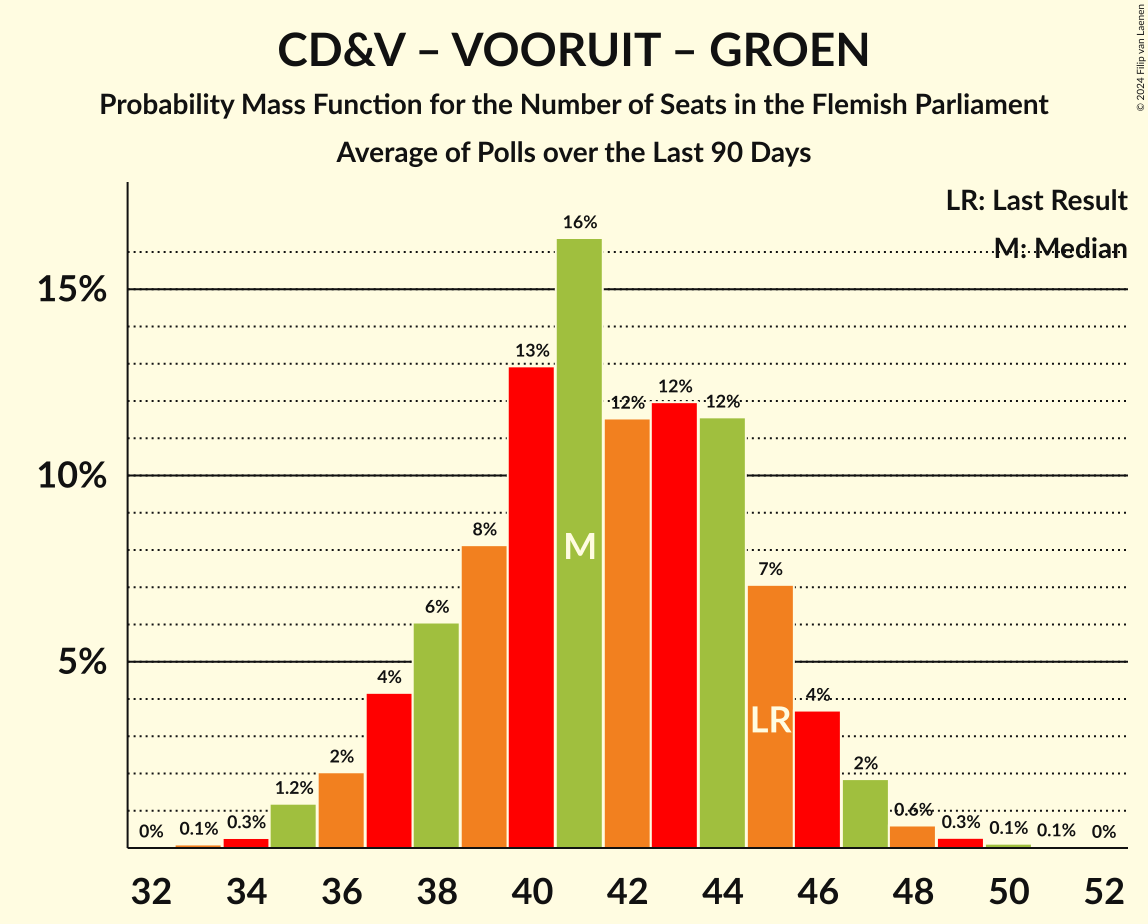 CD&V – VOORUIT – GROEN
Probability Mass Function for the Number of Seats in the Flemish Parliament
Average of Polls over the Last 90 Days
© 2024 Filip van Laenen
LR: Last Result
M: Median
15%
10%
5%
0%
0.1%
0.3%
1.2%
2%
4%
6%
8%
13%
16%
12%
12%
12%
7%
4%
2%
0.6%
0.3%
0.1%
0.1%
0%
M
LR
32 34 36 38 40 42 44 46 48 50 52